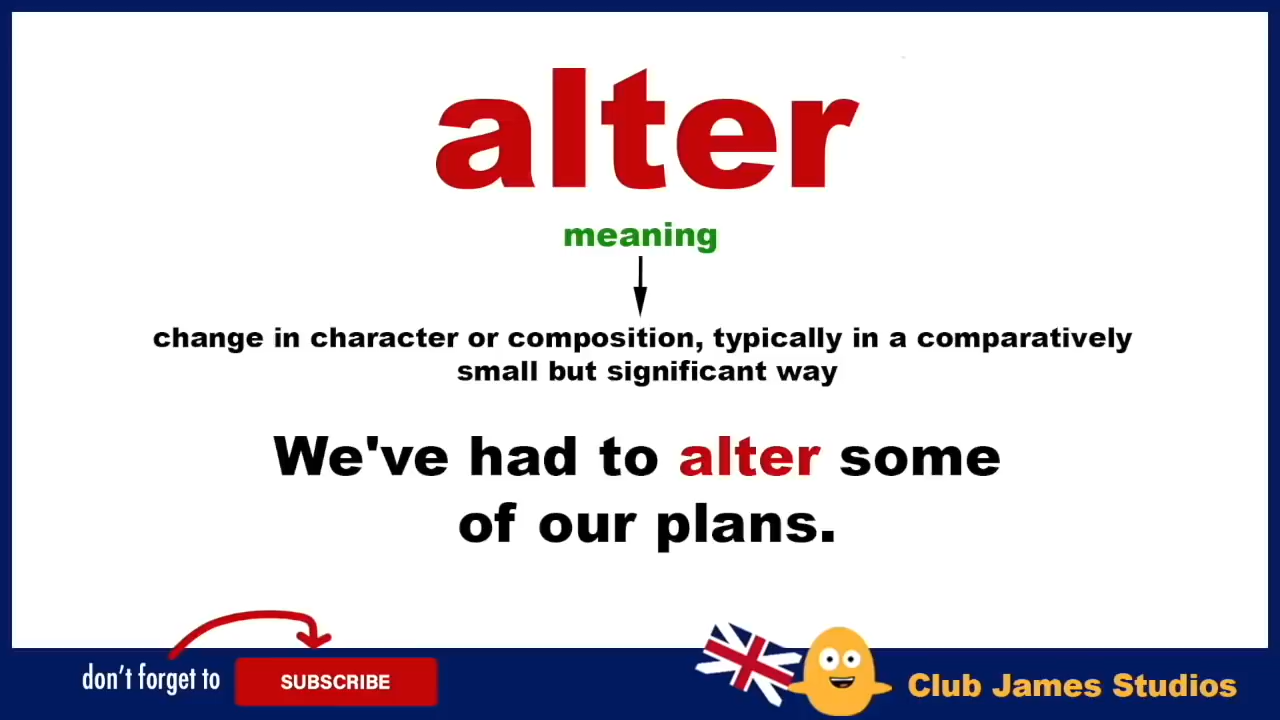 alter
meaning
change in character or composition, typically in a comparatively
small but significant way
We've had to alter some
of our plans.
don't forget to SUBSCRIBE
Club James Studios